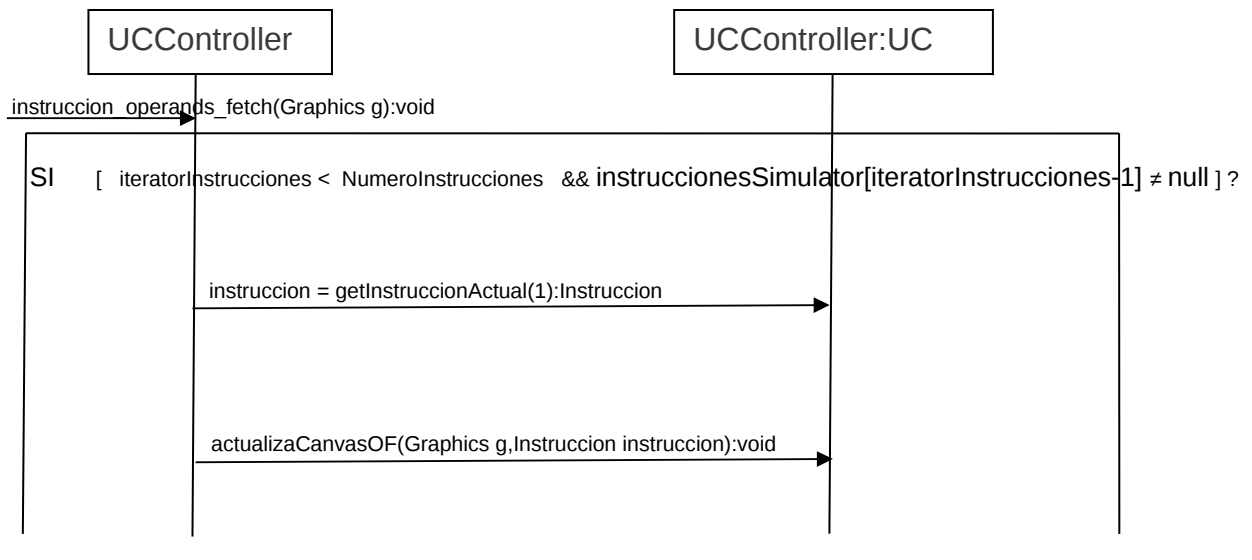 UCController
UCController:UC
instruccion_operands_fetch(Graphics g):void
SI [ iteratorInstrucciones < NumeroInstrucciones && instruccionesSimulator[iteratorInstrucciones-1] ≠ null ] ?
instruccion = getInstruccionActual(1):Instruccion
actualizaCanvasOF(Graphics g,Instruccion instruccion):void